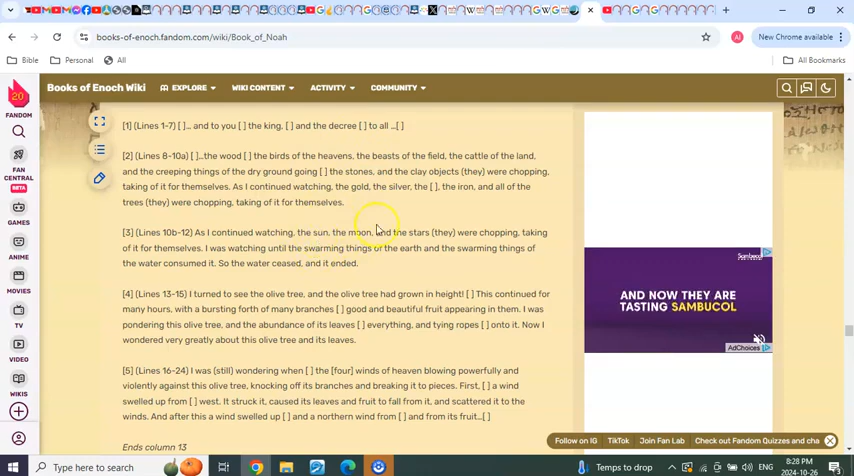 New Chrome available
books-of-enoch.fandom.com/wiki/Book_of_Noah
Bible
Personal
All
All Bookmarks
Books of Enoch Wiki
EXPLORE
WIKI CONTENT
ACTIVITY
COMMUNITY
20
FANDOM
FAN
CENTRAL
BETA
GAMES
ANIME
MOVIES
TV
VIDEO
WIKIS
[1] (Lines 1-7) [ ]... and to you [ ] the king, [ ] and the decree [ ] to all ...[ ]
[2] (Lines 8-10a) [ ]...the wood [ ] the birds of the heavens, the beasts of the field, the cattle of the land,
and the creeping things of the dry ground going [ ] the stones, and the clay objects (they) were chopping,
taking of it for themselves. As I continued watching, the gold, the silver, the [ ], the iron, and all of the
trees (they) were chopping, taking of it for themselves.
[3] (Lines 10b-12) As I continued watching, the sun, the moon, and the stars (they) were chopping, taking
of it for themselves. I was watching until the swarming things of the earth and the swarming things of
the water consumed it. So the water ceased, and it ended.
[4] (Lines 13-15) I turned to see the olive tree, and the olive tree had grown in height! [ ] This continued for
many hours, with a bursting forth of many branches [ ] good and beautiful fruit appearing in them. I was
pondering this olive tree, and the abundance of its leaves [ ] everything, and tying ropes [ ] onto it. Now I
wondered very greatly about this olive tree and its leaves.
[5] (Lines 16-24) I was (still) wondering when [ ] the [four] winds of heaven blowing powerfully and
violently against this olive tree, knocking off its branches and breaking it to pieces. First, [ ] a wind
swelled up from [ ] west. It struck it, caused its leaves and fruit to fall from it, and scattered it to the
winds. And after this a wind swelled up [ ] and a northern wind from [ ] and from its fruit...[ ]
Ends column 13
AND NOW THEY ARE
TASTING SAMBUCOL
AdChoices
Follow on IG
TikTok
Join Fan Lab
Check out Fandom Quizzes and cha
Type here to search
Temps to drop
ENG
8:28 PM
2024-10-26